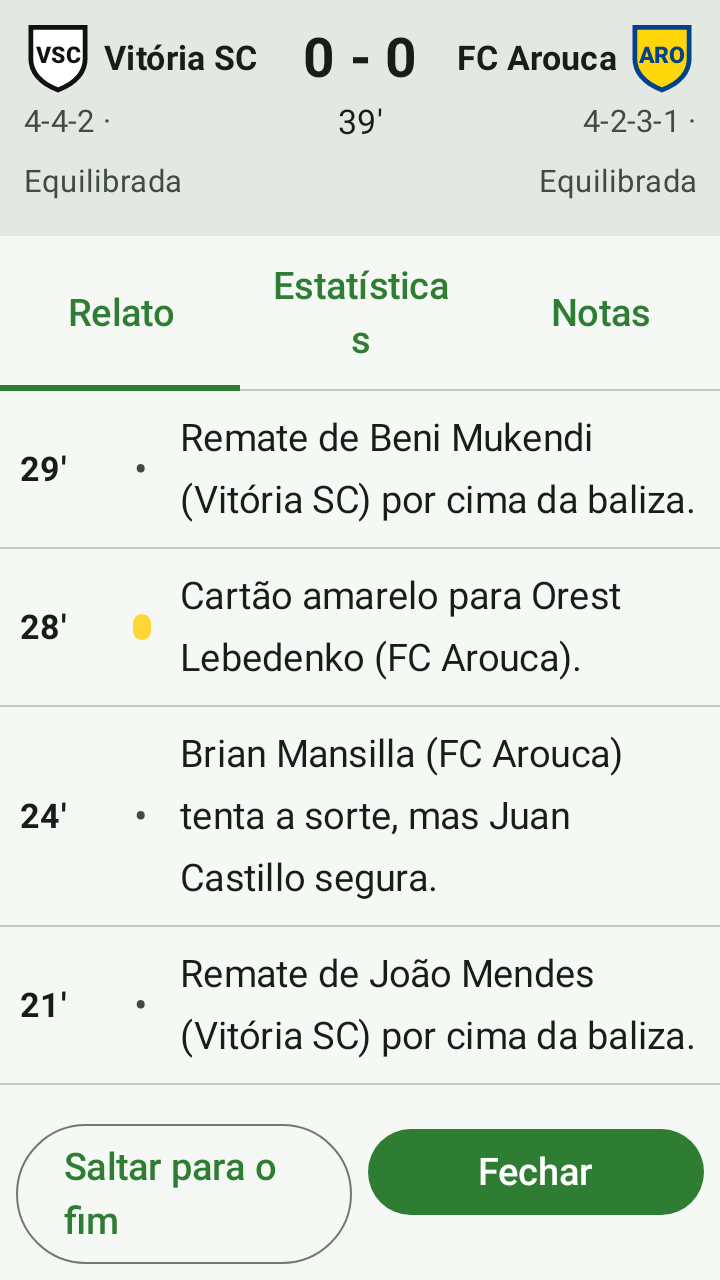 VSC Vitória SC 0 - 0 FC Arouca ARO
4-4-2 · 39' 4-2-3-1 ·
Equilibrada Equilibrada
Relato Estatística Notas
s
29' • Remate de Beni Mukendi
(Vitória SC) por cima da baliza.
28' Cartão amarelo para Orest
Lebedenko (FC Arouca).
24' • Brian Mansilla (FC Arouca)
tenta a sorte, mas Juan
Castillo segura.
21' • Remate de João Mendes
(Vitória SC) por cima da baliza.
Saltar para o
fim
Fechar